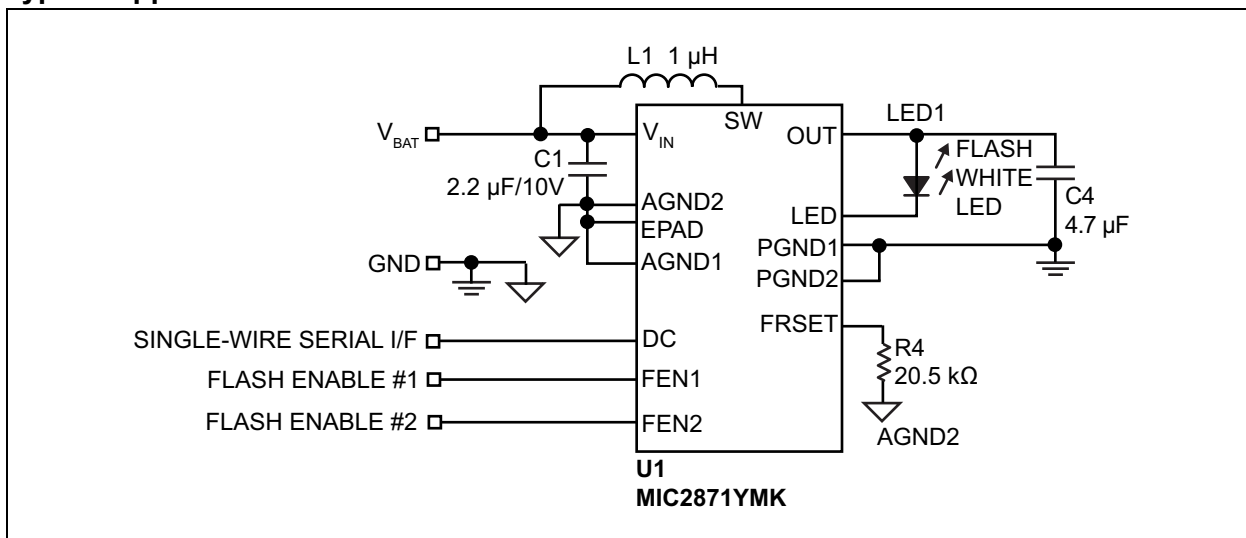 L1 1 µH
SW
V_BAT
V_IN
C1
2.2 µF/10V
AGND2
EPAD
AGND1
GND
SINGLE-WIRE SERIAL I/F
DC
FLASH ENABLE #1
FEN1
FLASH ENABLE #2
FEN2
OUT
LED1
FLASH
WHITE
LED
C4
4.7 µF
LED
PGND1
PGND2
FRSET
R4
20.5 kΩ
AGND2
U1
MIC2871YMK